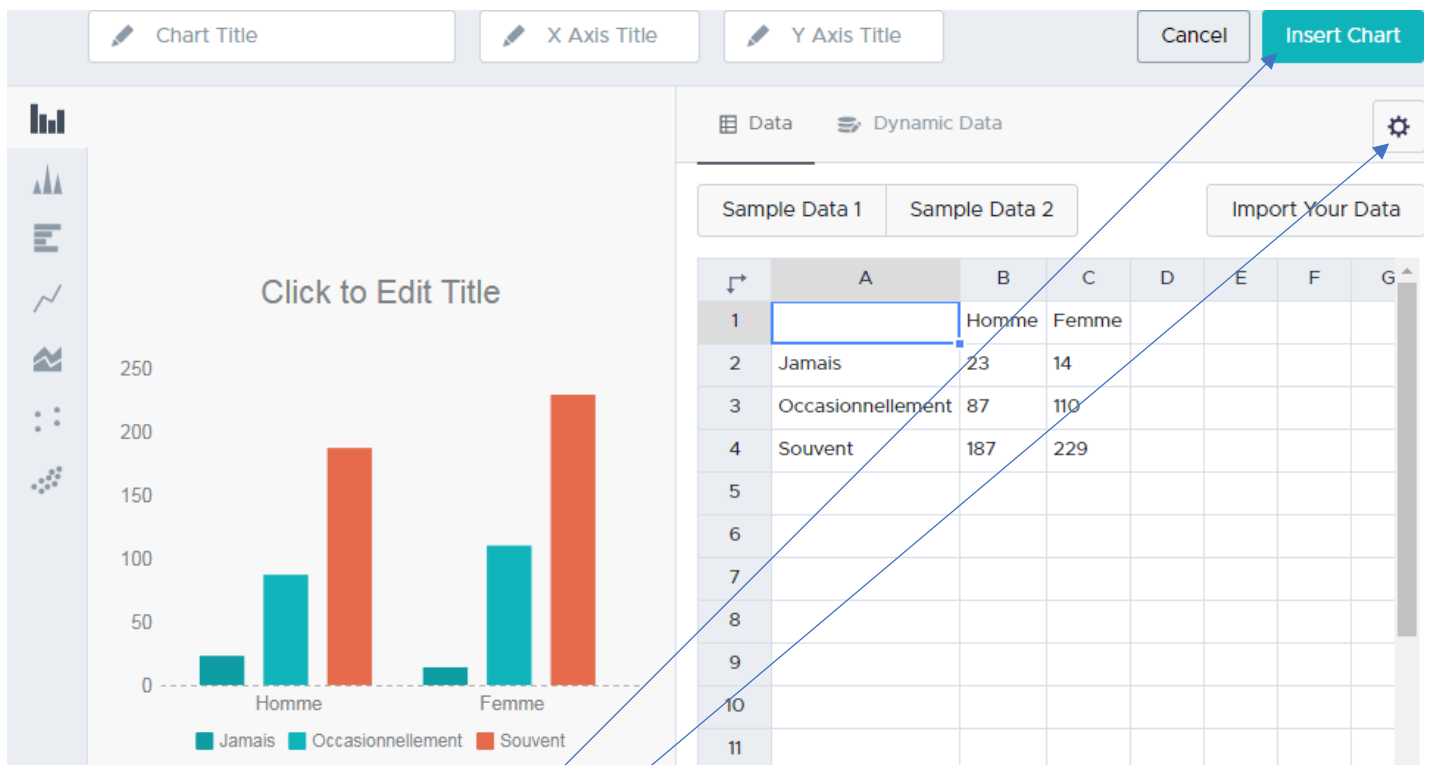 Chart Title
X Axis Title
Y Axis Title
Cancel
Insert Chart
Data
Dynamic Data
Sample Data 1
Sample Data 2
Import Your Data
Click to Edit Title
250
200
150
100
50
0
Homme Femme
Jamais Occasionnellement Souvent
A B C D E F G
1 Homme Femme
2 Jamais 23 14
3 Occasionnellement 87 110
4 Souvent 187 229
5
6
7
8
9
10
11